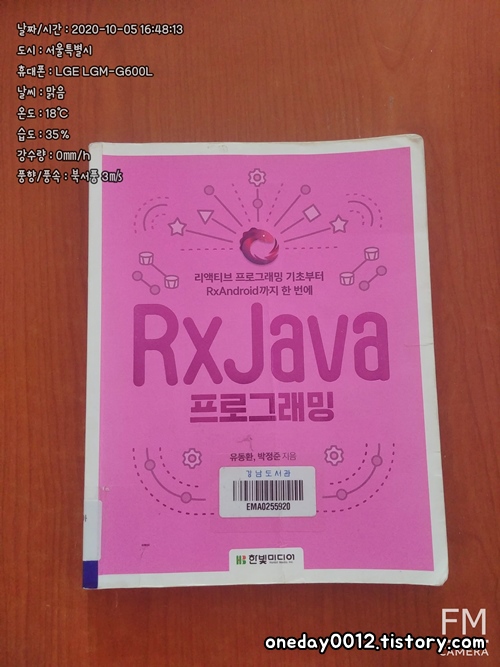 날짜/시간 : 2020-10-05 16:48:13
도시 : 서울특별시
휴대폰 : LGE LGM-G600L
날씨 : 맑음
온도 : 18℃
습도 : 35%
강수량 : 0mm/h
풍향/풍속 : 북서풍 3㎧
리액티브 프로그래밍 기초부터
RxAndroid까지 한 번에
RxJava
프로그래밍
유동환, 박정준 지음
강남도서관
EMA0255920
한빛미디어
FM
CAMERA
oneday0012.tistory.com